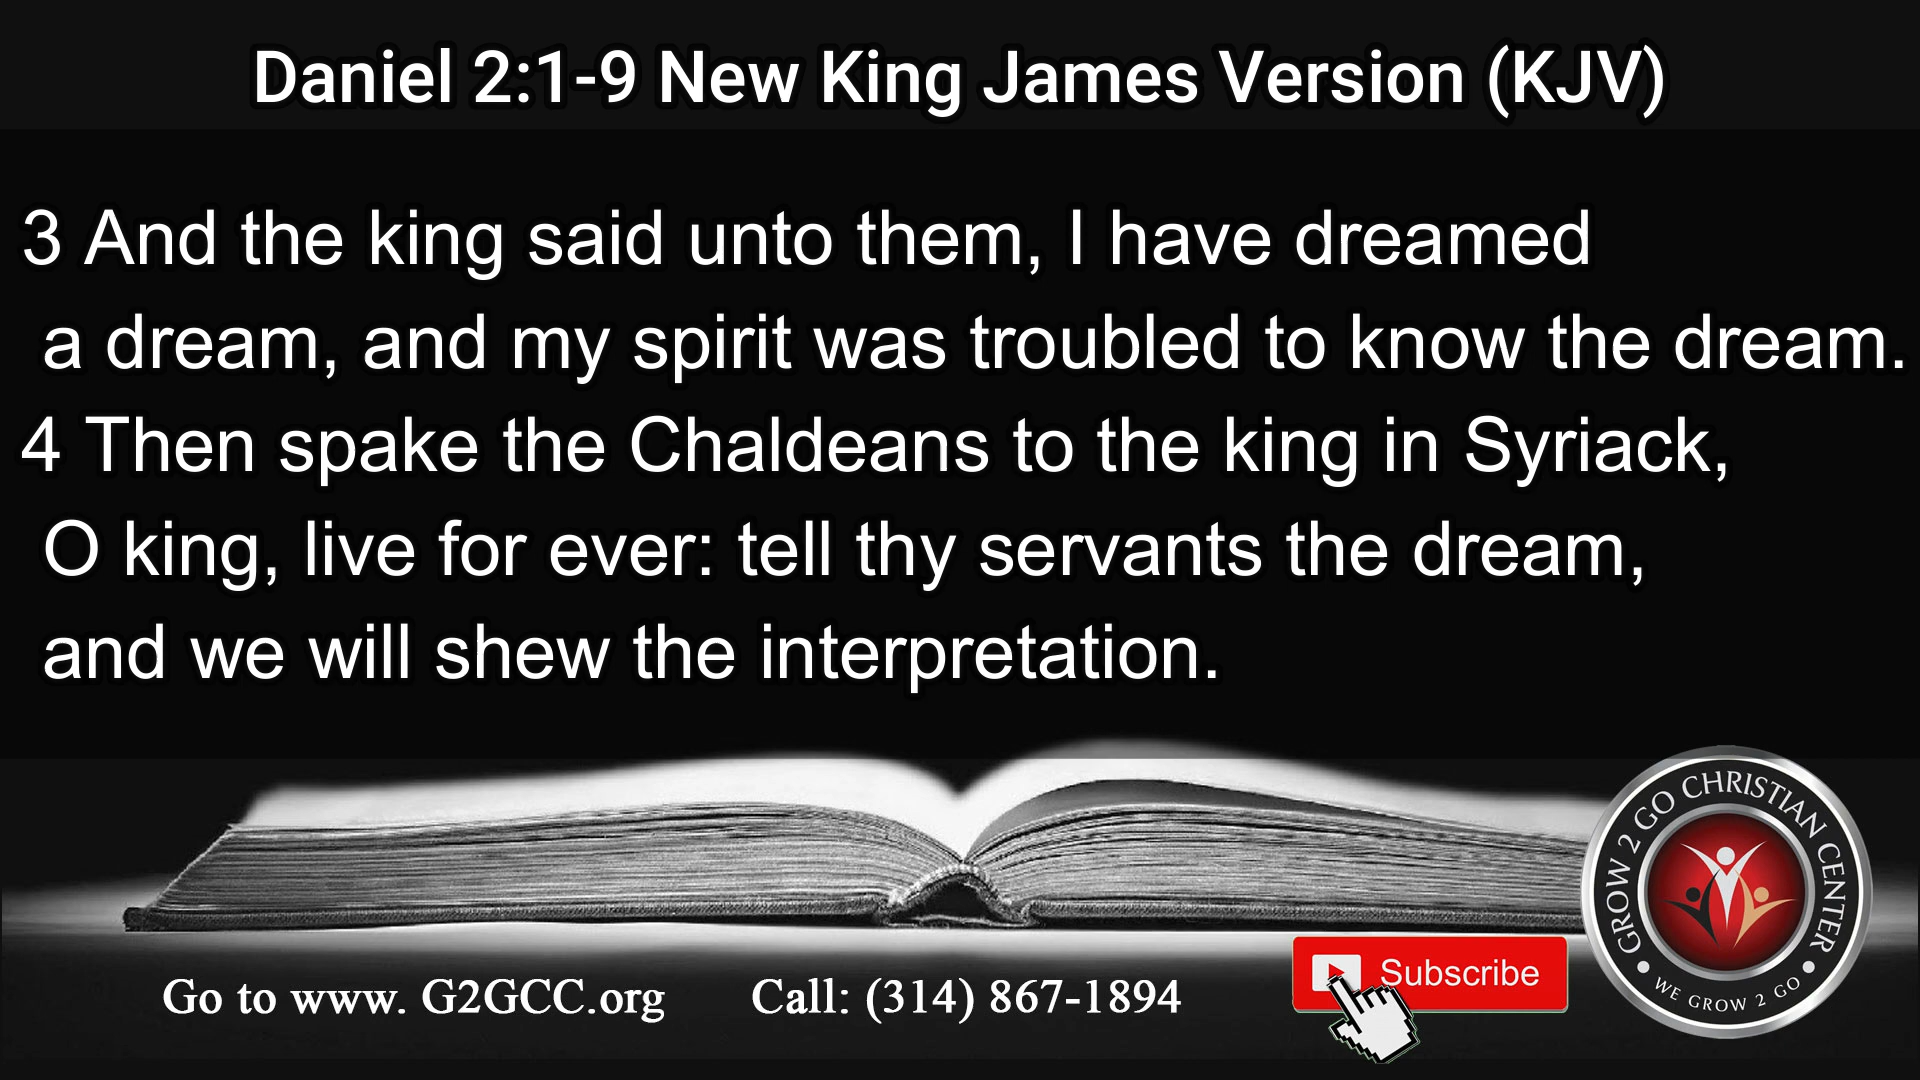 Daniel 2:1-9 New King James Version (KJV)
3 And the king said unto them, I have dreamed
a dream, and my spirit was troubled to know the dream.
4 Then spake the Chaldeans to the king in Syriack,
O king, live for ever: tell thy servants the dream,
and we will shew the interpretation.
GROW 2 GO CHRISTIAN CENTER
WE GROW 2 GO
Subscribe
Go to www. G2GCC.org Call: (314) 867-1894